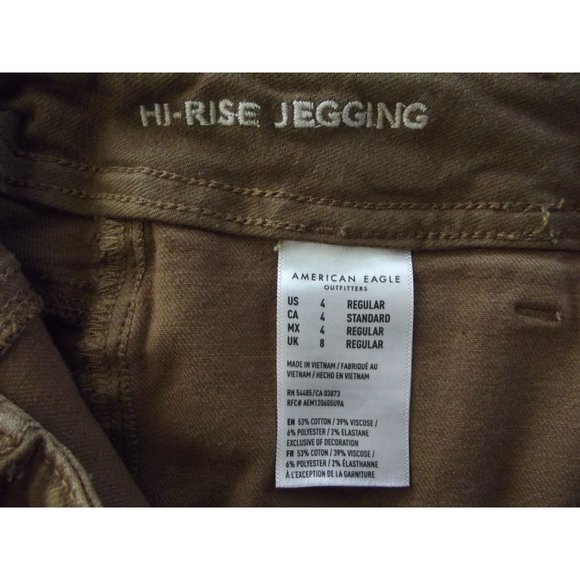 HI-RISE JEGGING
AMERICAN EAGLE
OUTFITTERS
US 4 REGULAR
CA 4 STANDARD
MX 4 REGULAR
UK 8 REGULAR
MADE IN VIETNAM / FABRIQUÉ AU
VIETNAM / HECHO EN VIETNAM
RN 54485/CA 03873
RFC# AEM120605U9A
EN 53% COTTON / 39% VISCOSE /
6% POLYESTER / 2% ELASTANE
EXCLUSIVE OF DECORATION
FR 53% COTON / 39% VISCOSE /
6% POLYESTER / 2% ÉLASTHANNE
À L'EXCEPTION DE LA GARNITURE